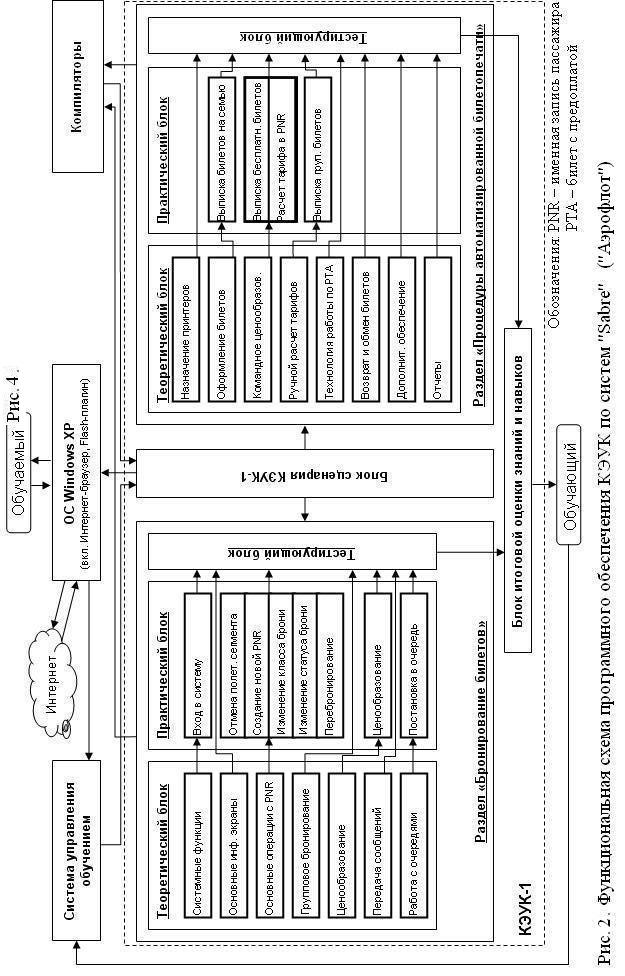 Обучаемый
Рис. 4 .
Интернет
Система управления
обучением
ОС Windows XP
(вкл. Интернет-браузер, Flash-плагин)
Компиляторы
Теоретический блок
Системные функции
Основные инф. экраны
Основные операции с PNR
Групповое бронирование
Ценообразование
Передача сообщений
Работа с очередями
Практический блок
Вход в систему
Отмена полет. сегмента
Создание новой PNR
Изменение класса брони
Изменение статуса брони
Перебронирование
Ценообразование
Постановка в очередь
Тестирующий блок
Раздел «Бронирование билетов»
Блок сценария КЭУК-1
Теоретический блок
Назначение принтеров
Оформление билетов
Командное ценообразов.
Ручной расчет тарифов
Технология работы по PTA
Возврат и обмен билетов
Дополнит. обеспечение
Отчеты
Практический блок
Выписка билетов на семью
Выписка бесплатн. билетов
Расчет тарифа в PNR
Выписка груп. билетов
Тестирующий блок
Раздел «Процедуры автоматизированной билетопечати»
КЭУК-1
Блок итоговой оценки знаний и навыков
Обучающий
Обозначения: PNR – именная запись пассажира
PTA – билет с предоплатой
Рис. 2 . Функциональная схема программного обеспечения КЭУК по систем "Sabre" ("Аэрофлот")